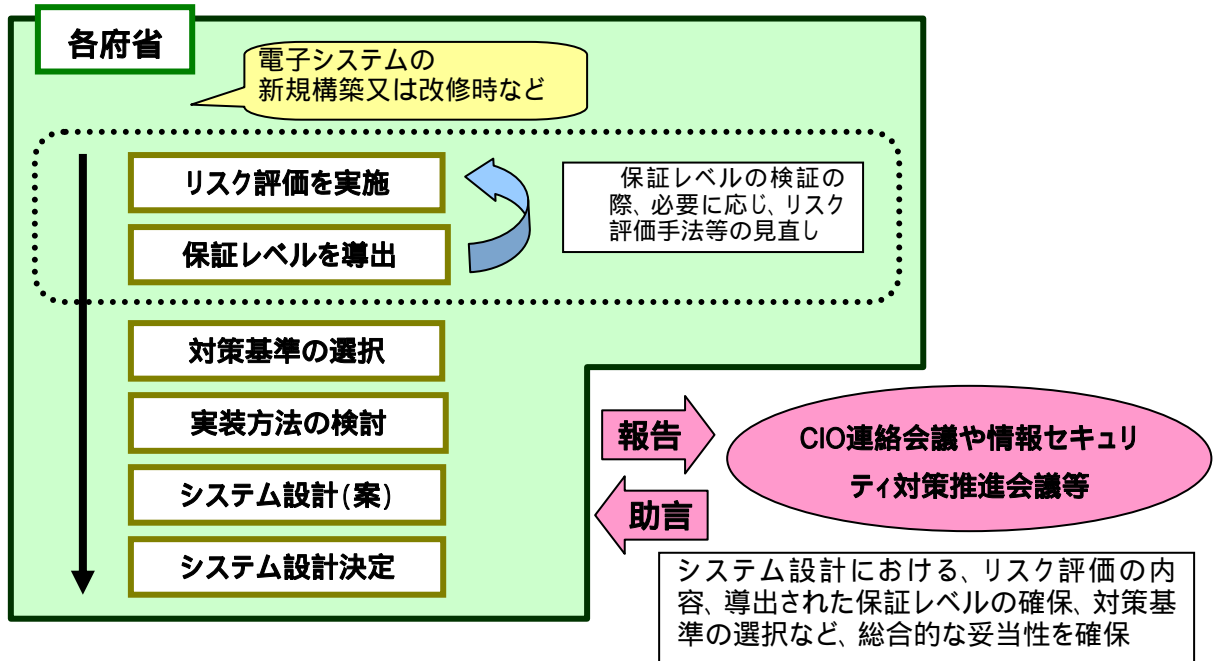 各府省
電子システムの
新規構築又は改修時など
リスク評価を実施
保証レベルを導出
保証レベルの検証の
際、必要に応じ、リスク
評価手法等の見直し
対策基準の選択
実装方法の検討
システム設計(案)
システム設計決定
報告
助言
CIO連絡会議や情報セキュリ
ティ対策推進会議等
システム設計における、リスク評価の内
容、導出された保証レベルの確保、対策基
準の選択など、総合的な妥当性を確保